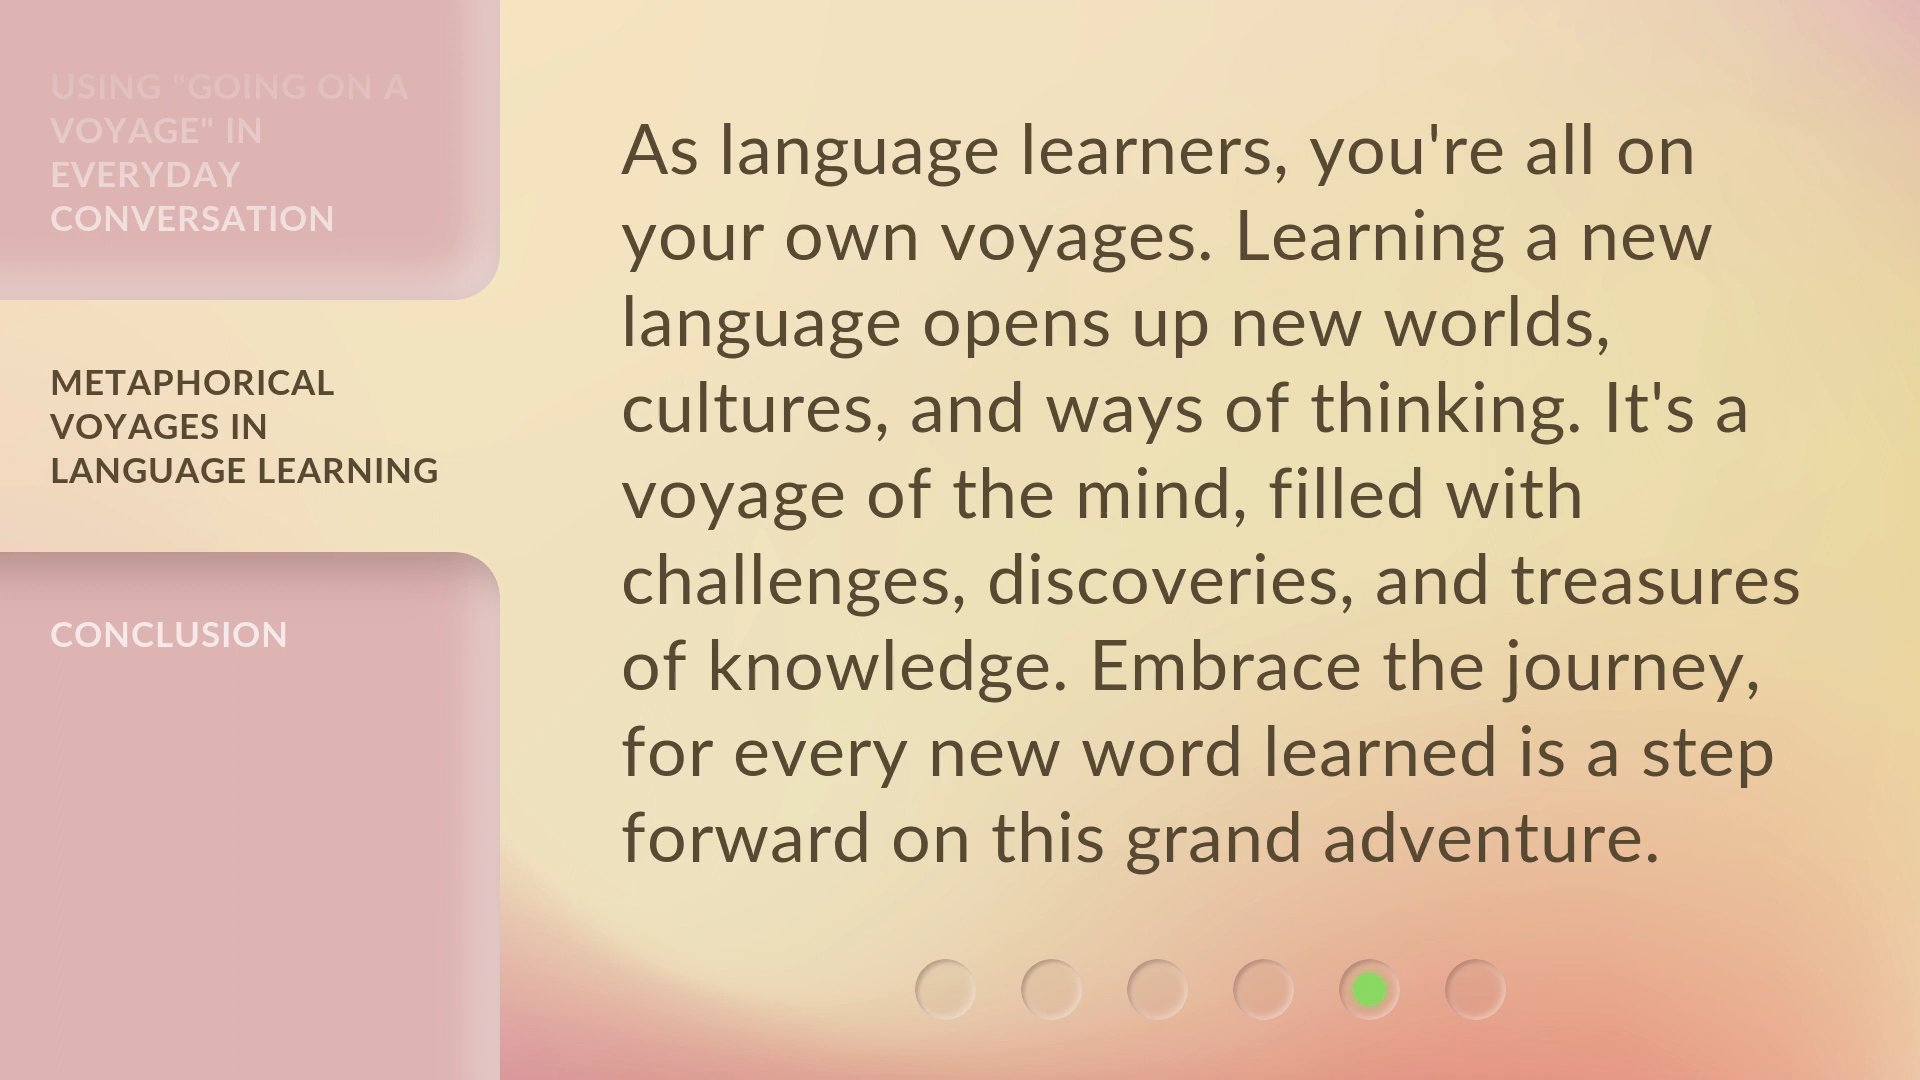 USING "GOING ON A
VOYAGE" IN
EVERYDAY
CONVERSATION
METAPHORICAL
VOYAGES IN
LANGUAGE LEARNING
CONCLUSION
As language learners, you're all on
your own voyages. Learning a new
language opens up new worlds,
cultures, and ways of thinking. It's a
voyage of the mind, filled with
challenges, discoveries, and treasures
of knowledge. Embrace the journey,
for every new word learned is a step
forward on this grand adventure.